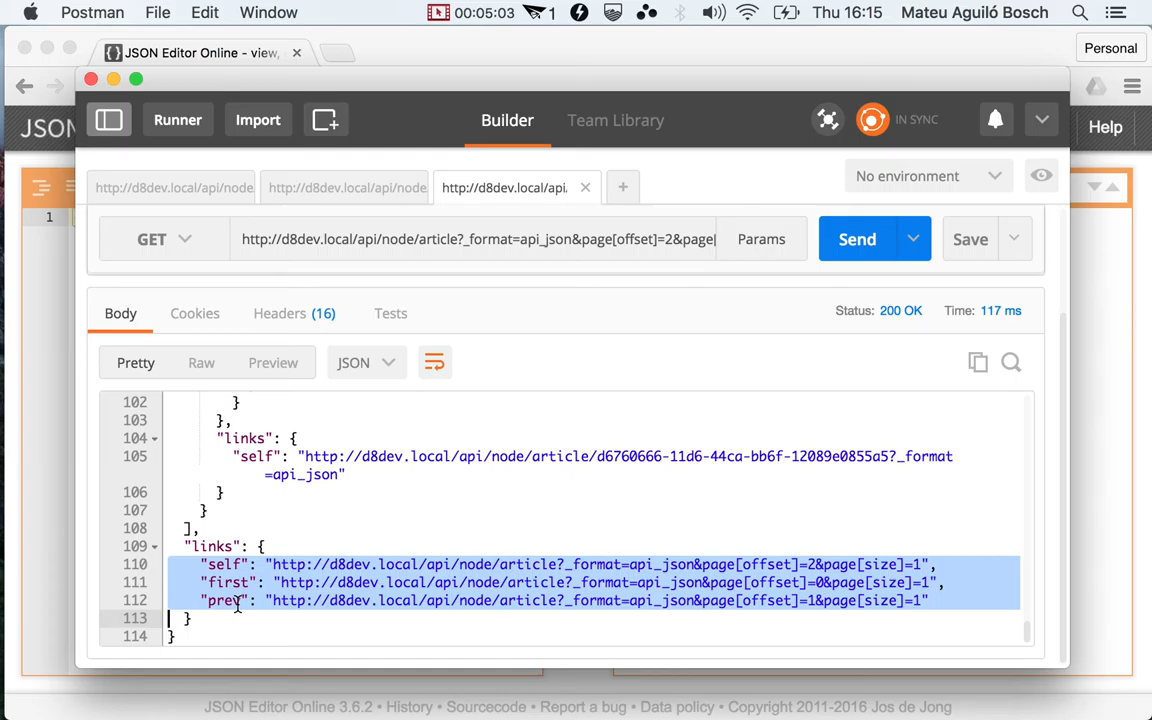 Postman File Edit Window 00:05:03 1 Thu 16:15 Mateu Aguiló Bosch
JSON Editor Online - view,
Personal
Runner Import Builder Team Library IN SYNC
Help
http://d8dev.local/api/node http://d8dev.local/api/node http://d8dev.local/api. No environment
1
GET http://d8dev.local/api/node/article?_format=api_json&page[offset]=2&page[ Params Send Save
Body Cookies Headers (16) Tests Status: 200 OK Time: 117 ms
Pretty Raw Preview JSON
102 }
103 },
104 "links": {
105 "self": "http://d8dev.local/api/node/article/d6760666-11d6-44ca-bb6f-12089e0855a5?_format
=api_json"
106 }
107 }
108 ],
109 "links": {
110 "self": "http://d8dev.local/api/node/article?_format=api_json&page[offset]=2&page[size]=1",
111 "first": "http://d8dev.local/api/node/article?_format=api_json&page[offset]=0&page[size]=1",
112 "prev": "http://d8dev.local/api/node/article?_format=api_json&page[offset]=1&page[size]=1"
113 }
114 }
JSON Editor Online 3.6.2 • History • Sourcecode • Report a bug • Data policy • Copyright 2011-2016 Jos de Jong